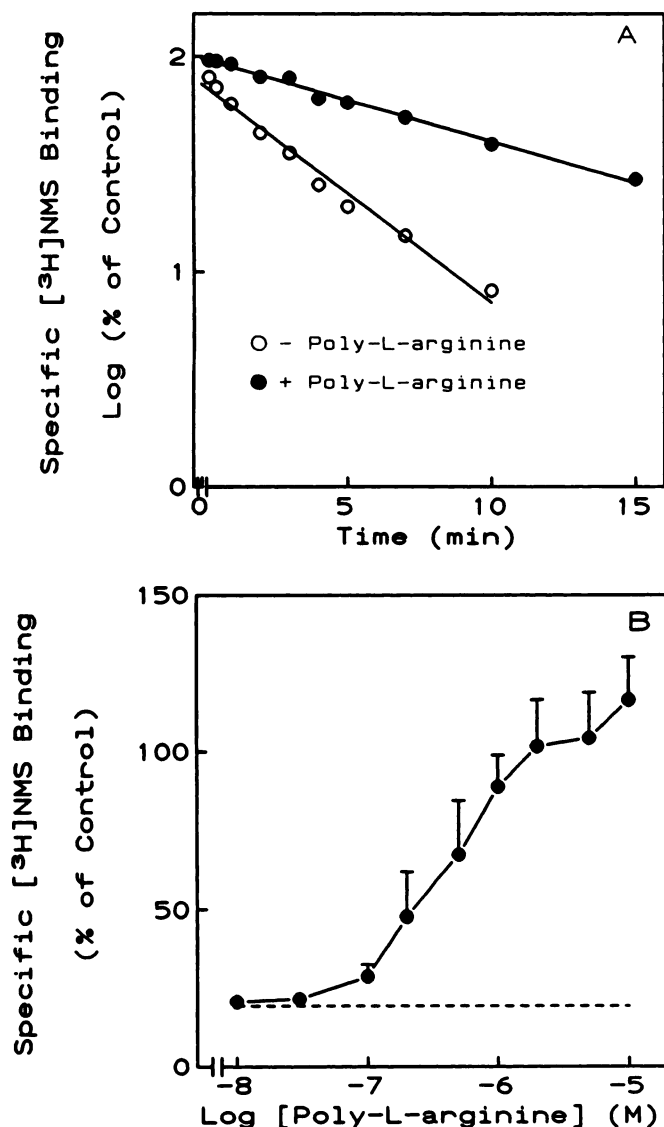 A
Specific [³H]NMS Binding
Log (% of Control)
2
1
0
○ - Poly-L-arginine
● + Poly-L-arginine
0 5 10 15
Time (min)
B
Specific [³H]NMS Binding
(% of Control)
150
100
50
0
-8 -7 -6 -5
Log [Poly-L-arginine] (M)